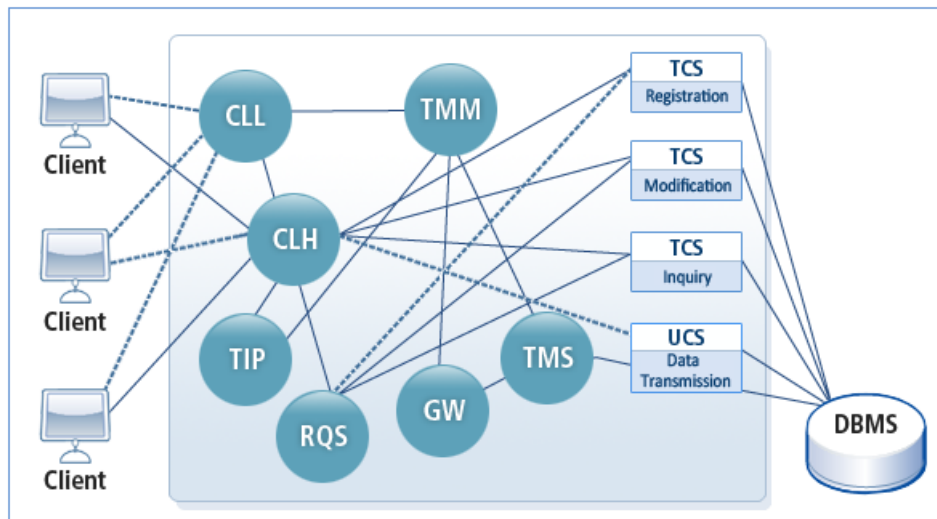 Client
Client
Client
CLL
TMM
CLH
TIP
RQS
GW
TMS
TCS
Registration
TCS
Modification
TCS
Inquiry
UCS
Data
Transmission
DBMS